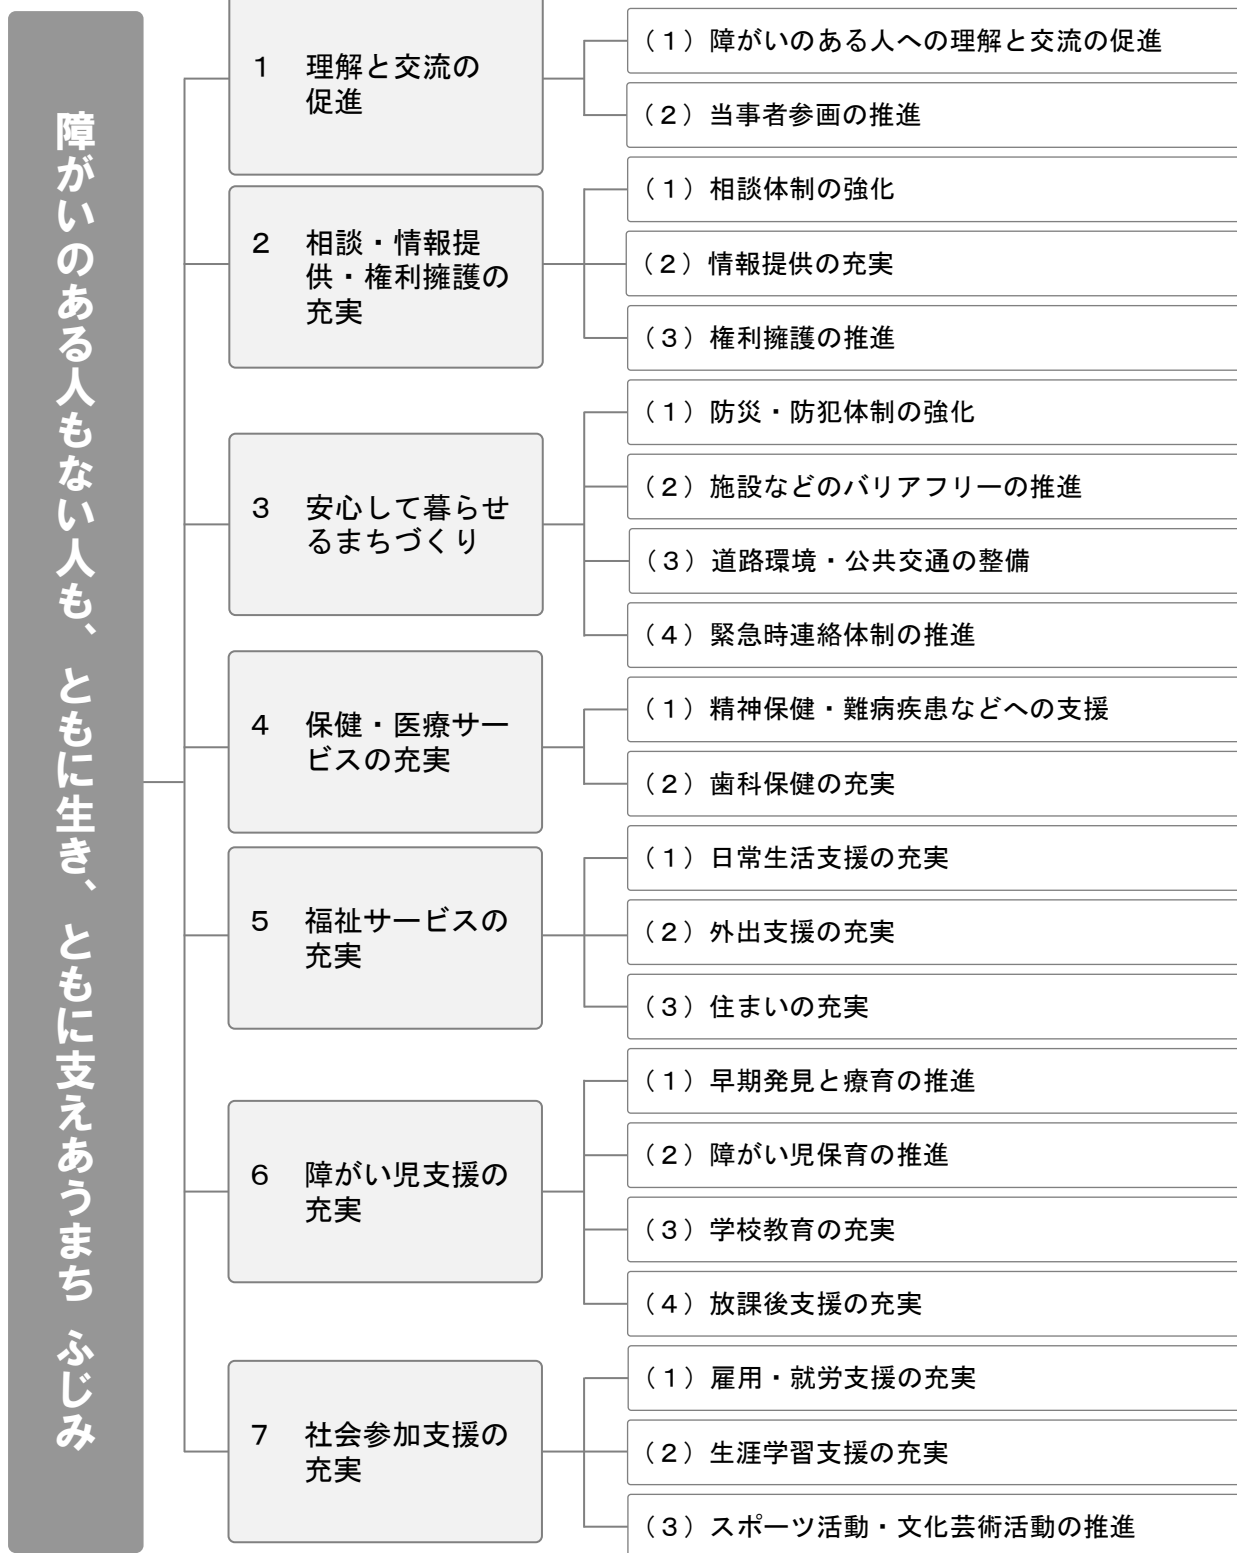 障がいのある人もない人も、ともに生き、ともに支えあうまち ふじみ
1 理解と交流の
促進
(1)障がいのある人への理解と交流の促進
(2)当事者参画の推進
2 相談・情報提
供・権利擁護の
充実
(1)相談体制の強化
(2)情報提供の充実
(3)権利擁護の推進
3 安心して暮らせ
るまちづくり
(1)防災・防犯体制の強化
(2)施設などのバリアフリーの推進
(3)道路環境・公共交通の整備
(4)緊急時連絡体制の推進
4 保健・医療サー
ビスの充実
(1)精神保健・難病疾患などへの支援
(2)歯科保健の充実
5 福祉サービスの
充実
(1)日常生活支援の充実
(2)外出支援の充実
(3)住まいの充実
6 障がい児支援の
充実
(1)早期発見と療育の推進
(2)障がい児保育の推進
(3)学校教育の充実
(4)放課後支援の充実
7 社会参加支援の
充実
(1)雇用・就労支援の充実
(2)生涯学習支援の充実
(3)スポーツ活動・文化芸術活動の推進